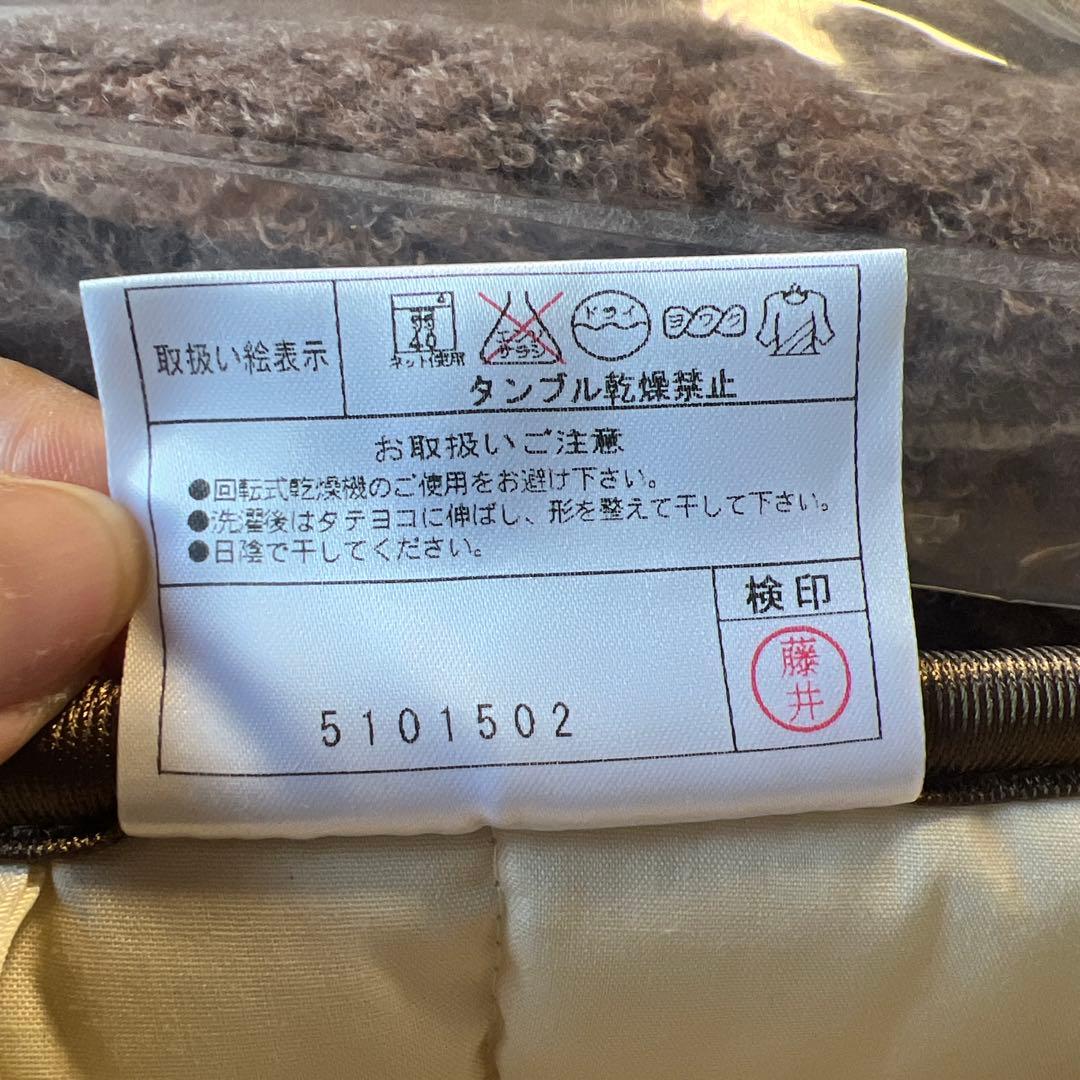 取扱い絵表示
40
ネット使用
エンソ
サラシ
ドライ
ヨワク
タンブル乾燥禁止
お取扱いご注意
●回転式乾燥機のご使用をお避け下さい。
●洗濯後はタテヨコに伸ばし、形を整えて干して下さい。
●日陰で干してください。
検印
藤井
5101502